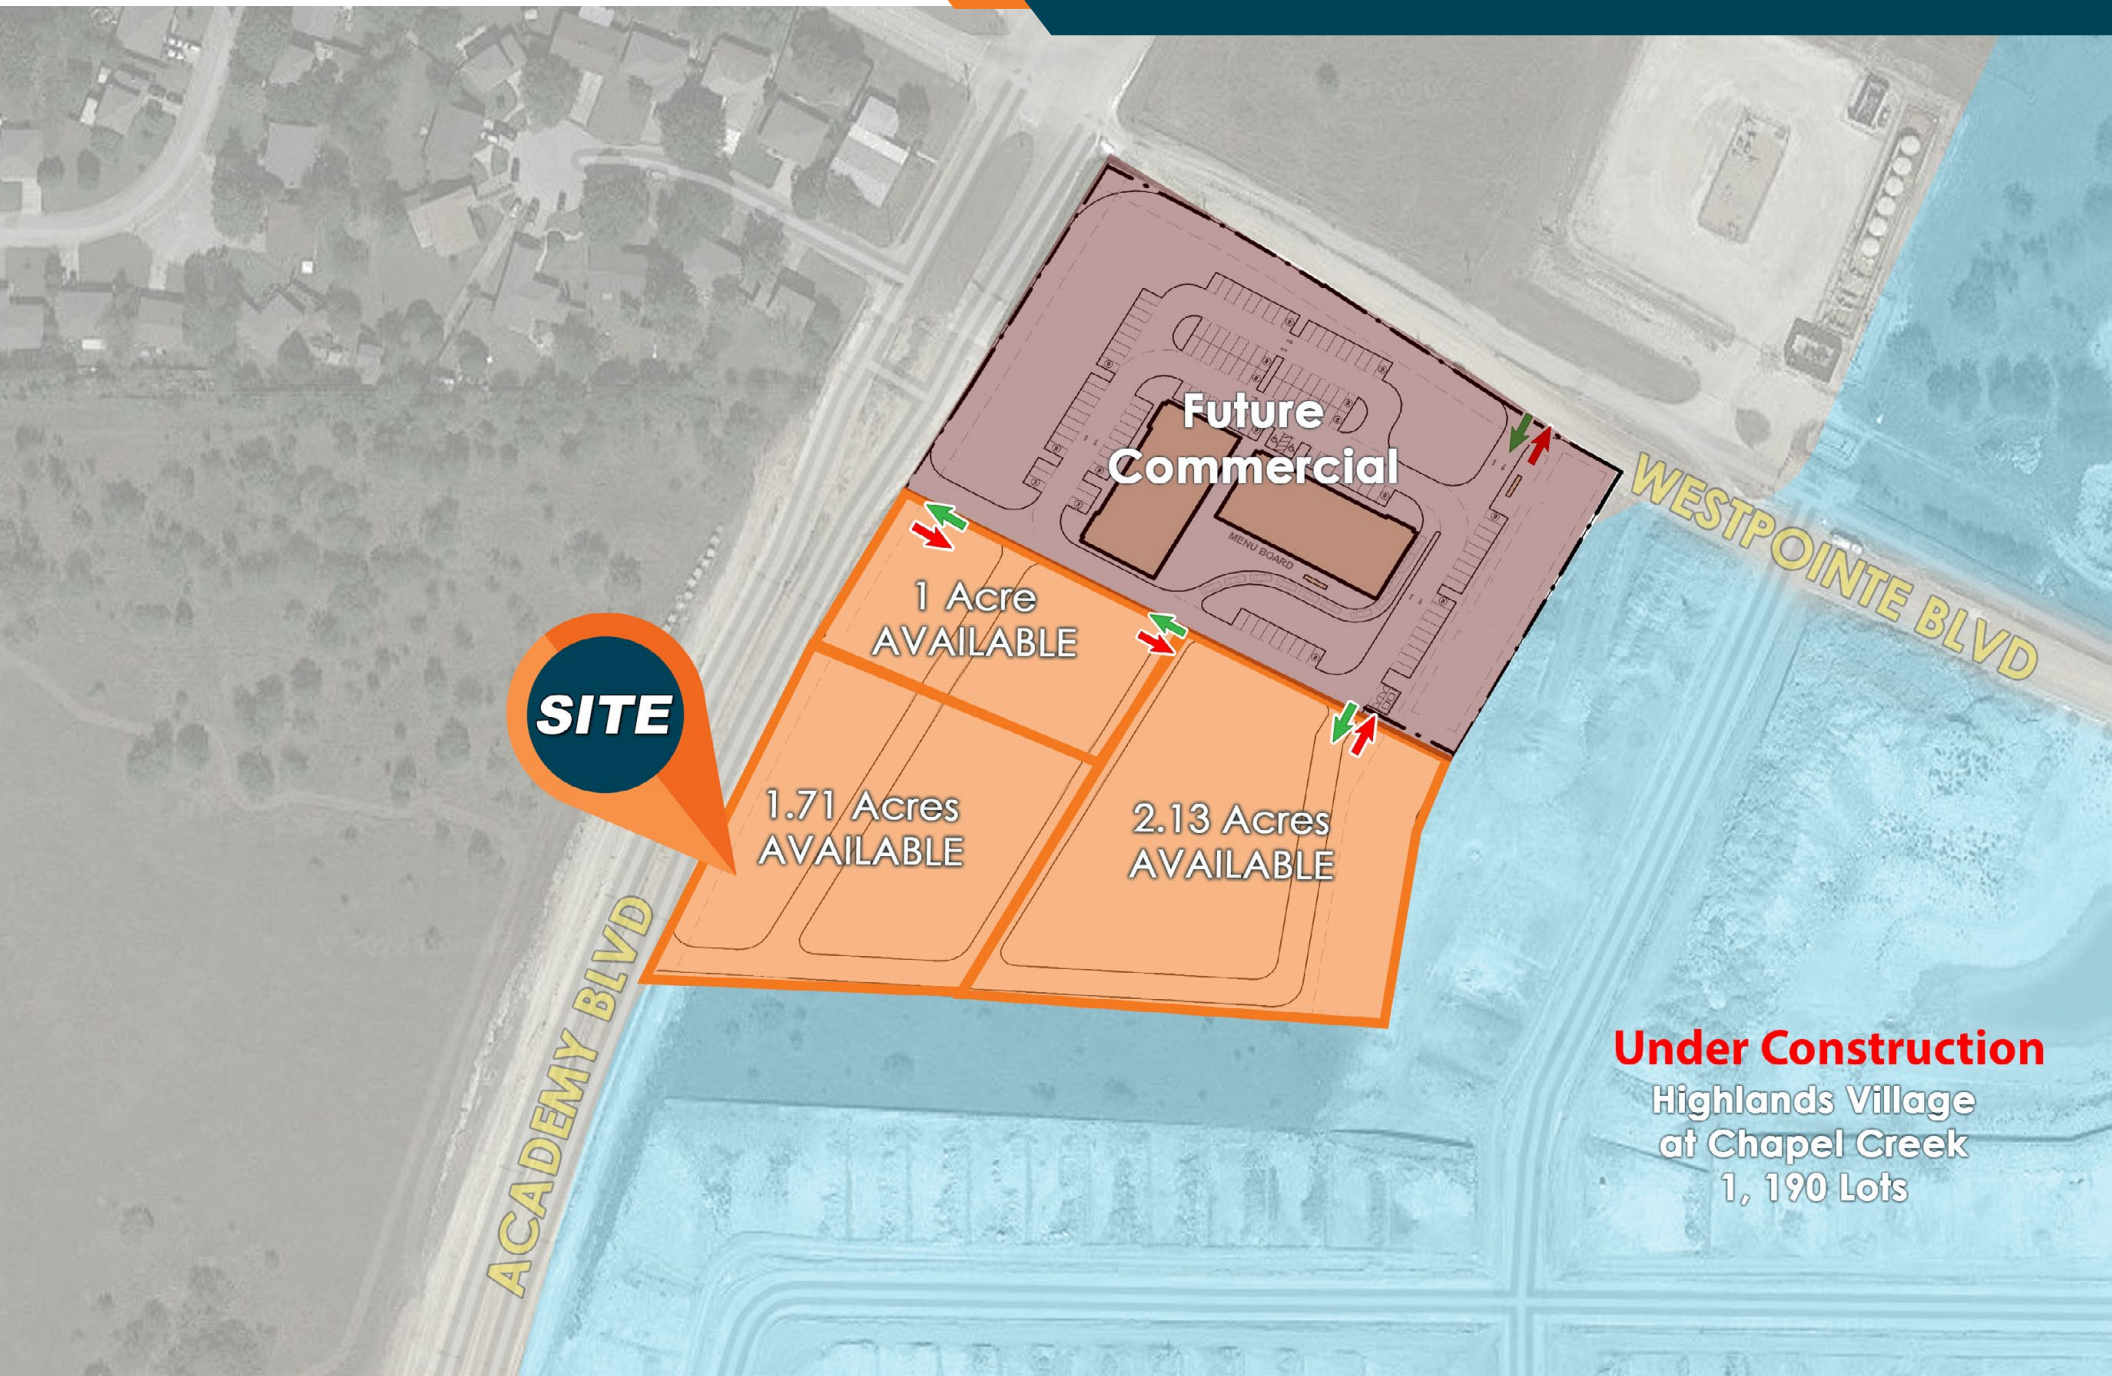 Future
Commercial
MENU BOARD
WESTPOINTE BLVD
1 Acre
AVAILABLE
SITE
1.71 Acres
AVAILABLE
2.13 Acres
AVAILABLE
ACADEMY BLVD
Under Construction
Highlands Village
at Chapel Creek
1, 190 Lots